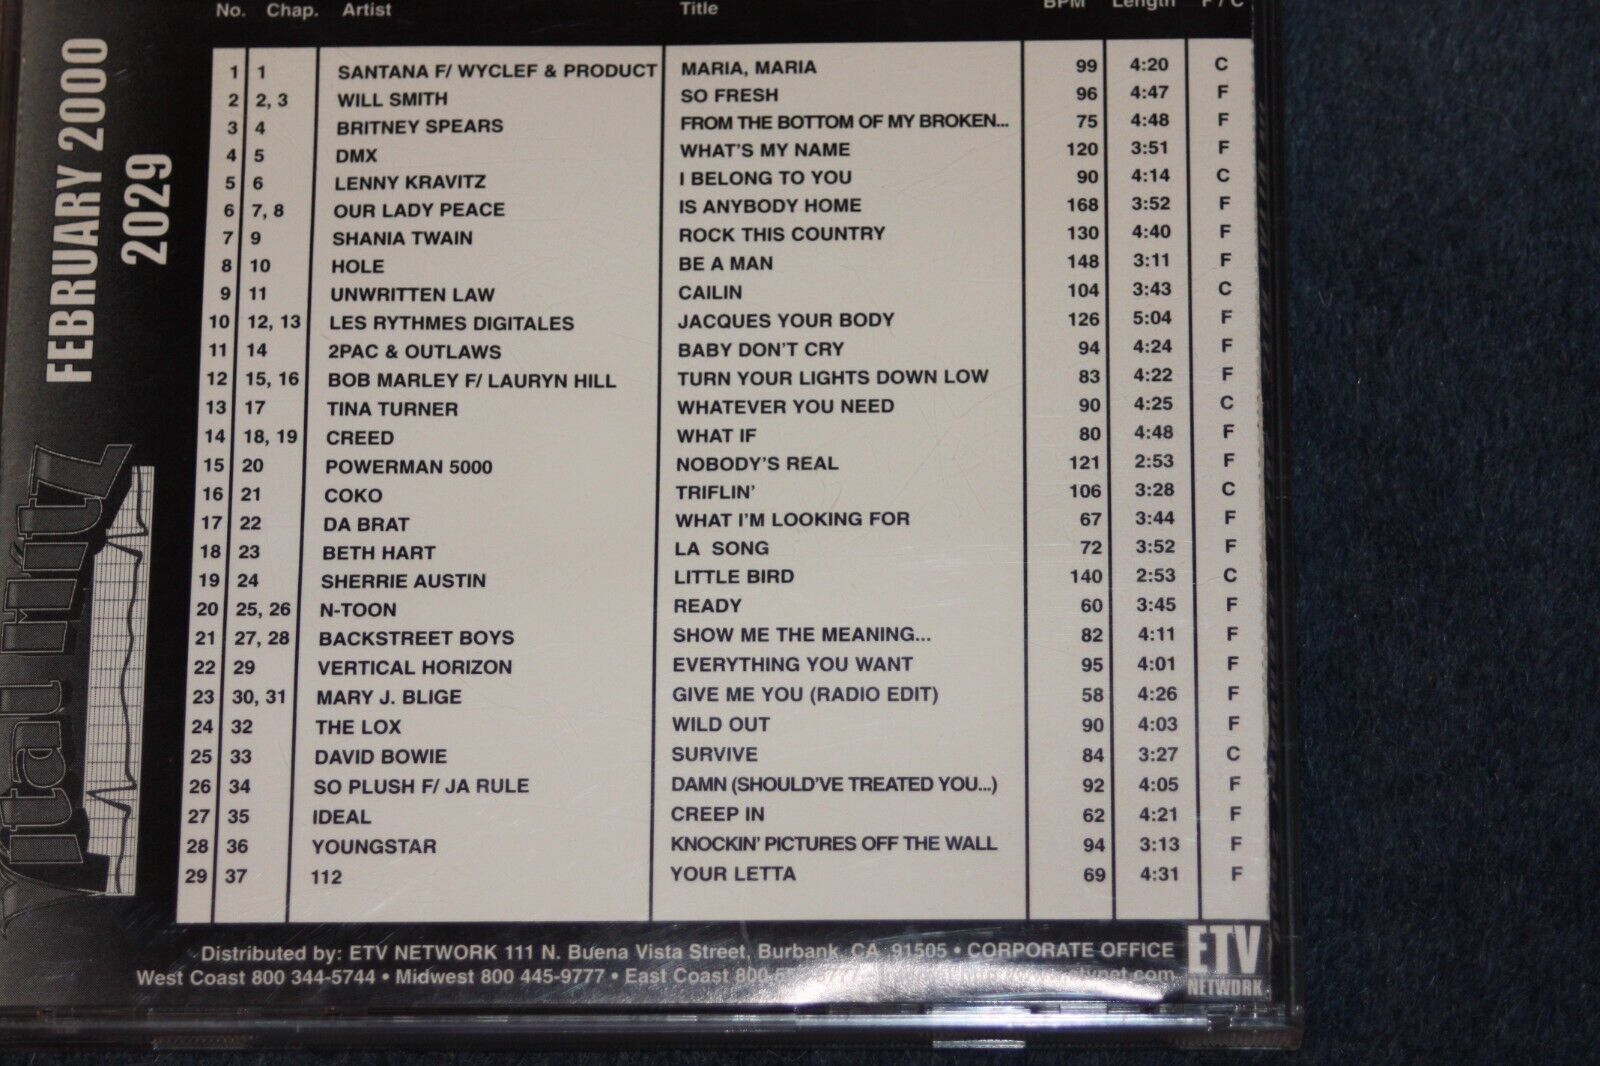 No. Chap. Artist Title BPM Length F / C
1 1 SANTANA F/ WYCLEF & PRODUCT MARIA, MARIA 99 4:20 C
2 2, 3 WILL SMITH SO FRESH 96 4:47 F
3 4 BRITNEY SPEARS FROM THE BOTTOM OF MY BROKEN... 75 4:48 F
4 5 DMX WHAT'S MY NAME 120 3:51 F
5 6 LENNY KRAVITZ I BELONG TO YOU 90 4:14 C
6 7, 8 OUR LADY PEACE IS ANYBODY HOME 168 3:52 F
7 9 SHANIA TWAIN ROCK THIS COUNTRY 130 4:40 F
8 10 HOLE BE A MAN 148 3:11 F
9 11 UNWRITTEN LAW CAILIN 104 3:43 C
10 12, 13 LES RYTHMES DIGITALES JACQUES YOUR BODY 126 5:04 F
11 14 2PAC & OUTLAWS BABY DON'T CRY 94 4:24 F
12 15, 16 BOB MARLEY F/ LAURYN HILL TURN YOUR LIGHTS DOWN LOW 83 4:22 F
13 17 TINA TURNER WHATEVER YOU NEED 90 4:25 C
14 18, 19 CREED WHAT IF 80 4:48 F
15 20 POWERMAN 5000 NOBODY'S REAL 121 2:53 F
16 21 COKO TRIFLIN' 106 3:28 C
17 22 DA BRAT WHAT I'M LOOKING FOR 67 3:44 F
18 23 BETH HART LA SONG 72 3:52 F
19 24 SHERRIE AUSTIN LITTLE BIRD 140 2:53 C
20 25, 26 N-TOON READY 60 3:45 F
21 27, 28 BACKSTREET BOYS SHOW ME THE MEANING... 82 4:11 F
22 29 VERTICAL HORIZON EVERYTHING YOU WANT 95 4:01 F
23 30, 31 MARY J. BLIGE GIVE ME YOU (RADIO EDIT) 58 4:26 F
24 32 THE LOX WILD OUT 90 4:03 F
25 33 DAVID BOWIE SURVIVE 84 3:27 C
26 34 SO PLUSH F/ JA RULE DAMN (SHOULD'VE TREATED YOU...) 92 4:05 F
27 35 IDEAL CREEP IN 62 4:21 F
28 36 YOUNGSTAR KNOCKIN' PICTURES OFF THE WALL 94 3:13 F
29 37 112 YOUR LETTA 69 4:31 F
FEBRUARY 2000
2029
Vital Hitz
Distributed by: ETV NETWORK 111 N. Buena Vista Street, Burbank, CA 91505 • CORPORATE OFFICE
West Coast 800 344-5744 • Midwest 800 445-9777 • East Coast 800
ETV
NETWORK